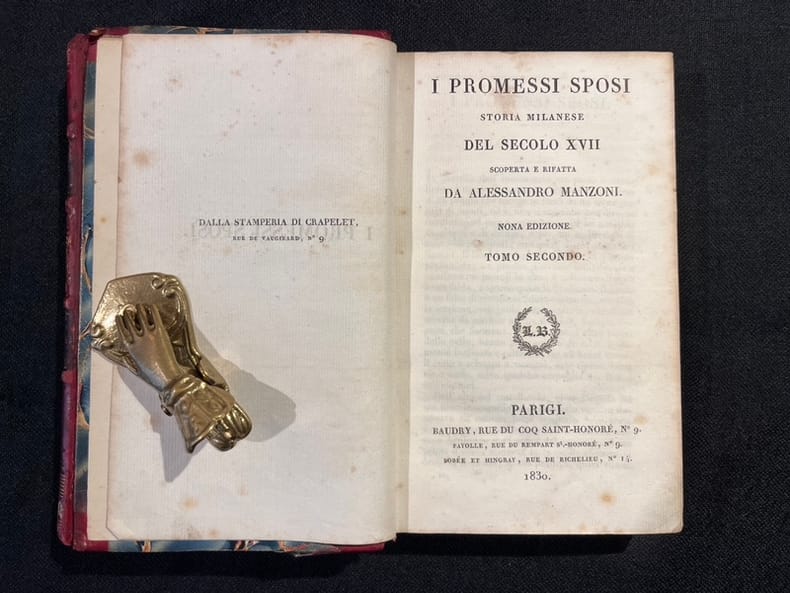 DALLA STAMPERIA DI CRAPELET,
RUE DE VAUGIRARD, Nº 9
I PROMESSI SPOSI
STORIA MILANESE
DEL SECOLO XVII
SCOPERTA E RIFATTA
DA ALESSANDRO MANZONI.
NONA EDIZIONE.
TOMO SECONDO.
L. B.
PARIGI.
BAUDRY, RUE DU COQ SAINT-HONORÉ, Nº 9.
FAYOLLE, RUE DU REMPART Sᵗ.-HONORÉ, Nº 9.
BOBÉE ET HINGRAY, RUE DE RICHELIEU, Nº 14.
1830.